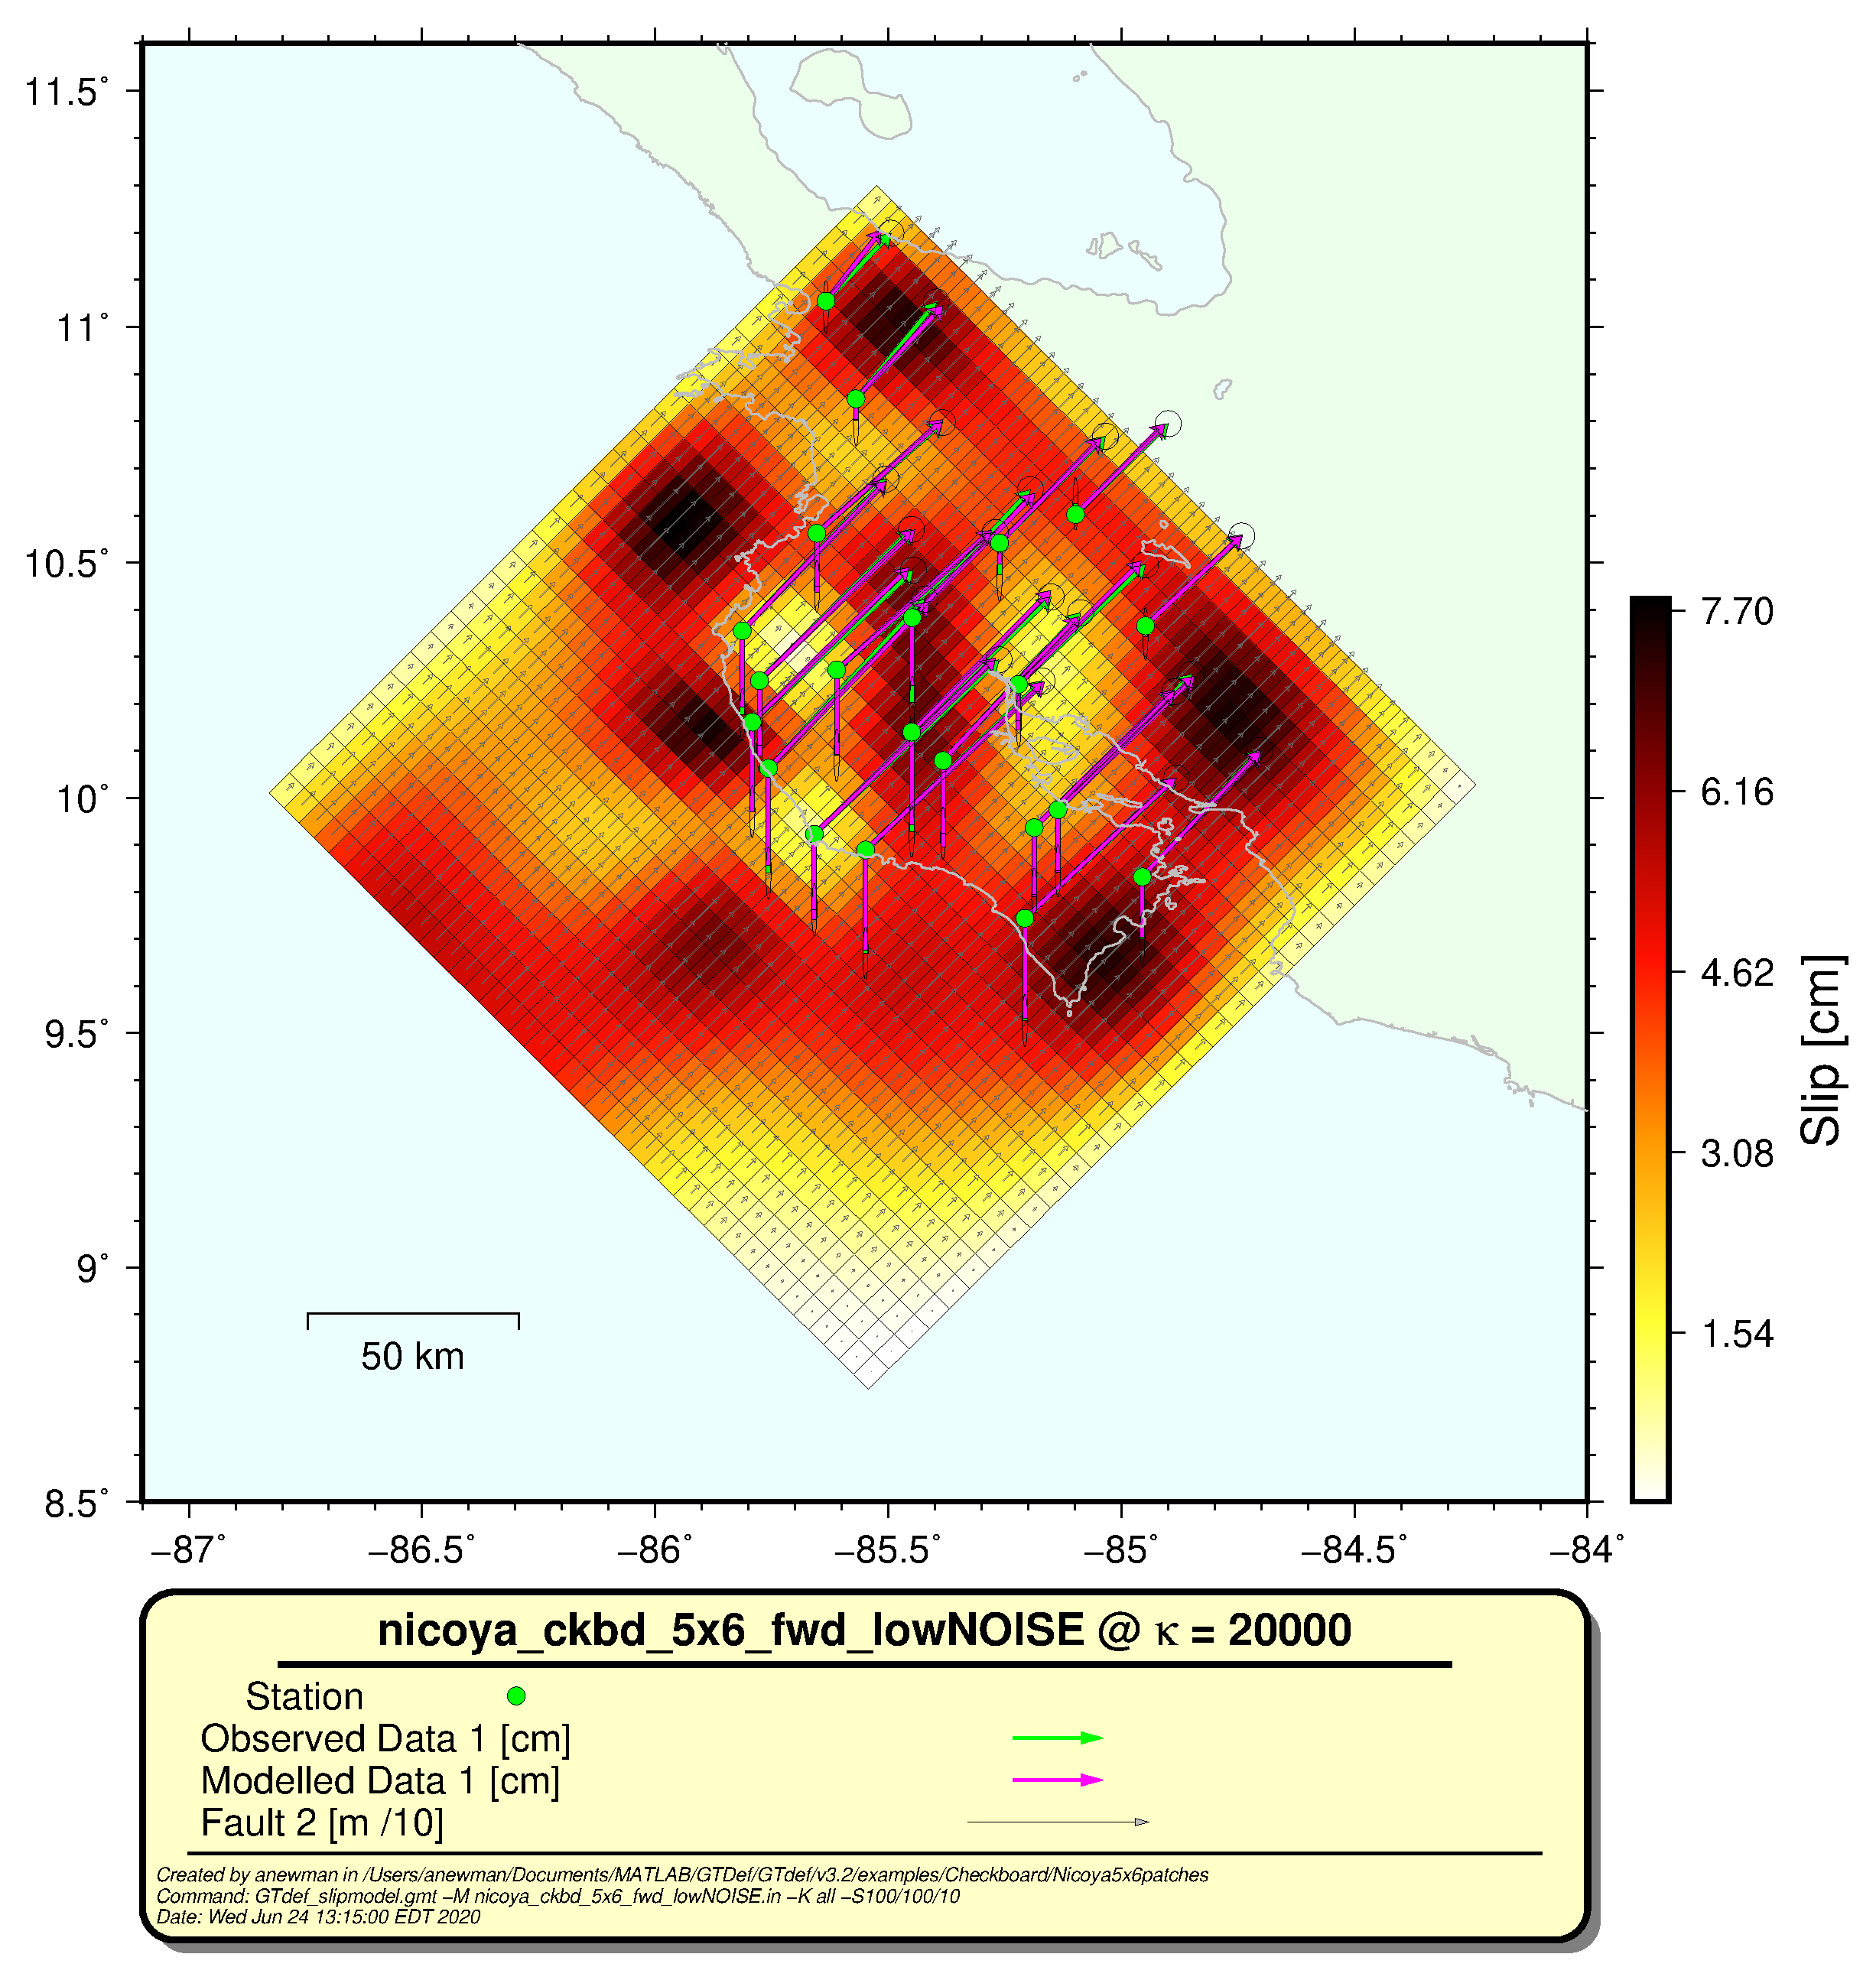 11.5°
11°
10.5°
10°
9.5°
9°
8.5°
−87°
−86.5°
−86°
−85.5°
−85°
−84.5°
−84°
50 km
7.70
6.16
4.62
3.08
1.54
Slip [cm]
nicoya_ckbd_5x6_fwd_lowNOISE @ κ = 20000
Station
Observed Data 1 [cm]
Modelled Data 1 [cm]
Fault 2 [m /10]
Created by anewman in /Users/anewman/Documents/MATLAB/GTDef/GTdef/v3.2/examples/Checkboard/Nicoya5x6patches
Command: GTdef_slipmodel.gmt −M nicoya_ckbd_5x6_fwd_lowNOISE.in −K all −S100/100/10
Date: Wed Jun 24 13:15:00 EDT 2020